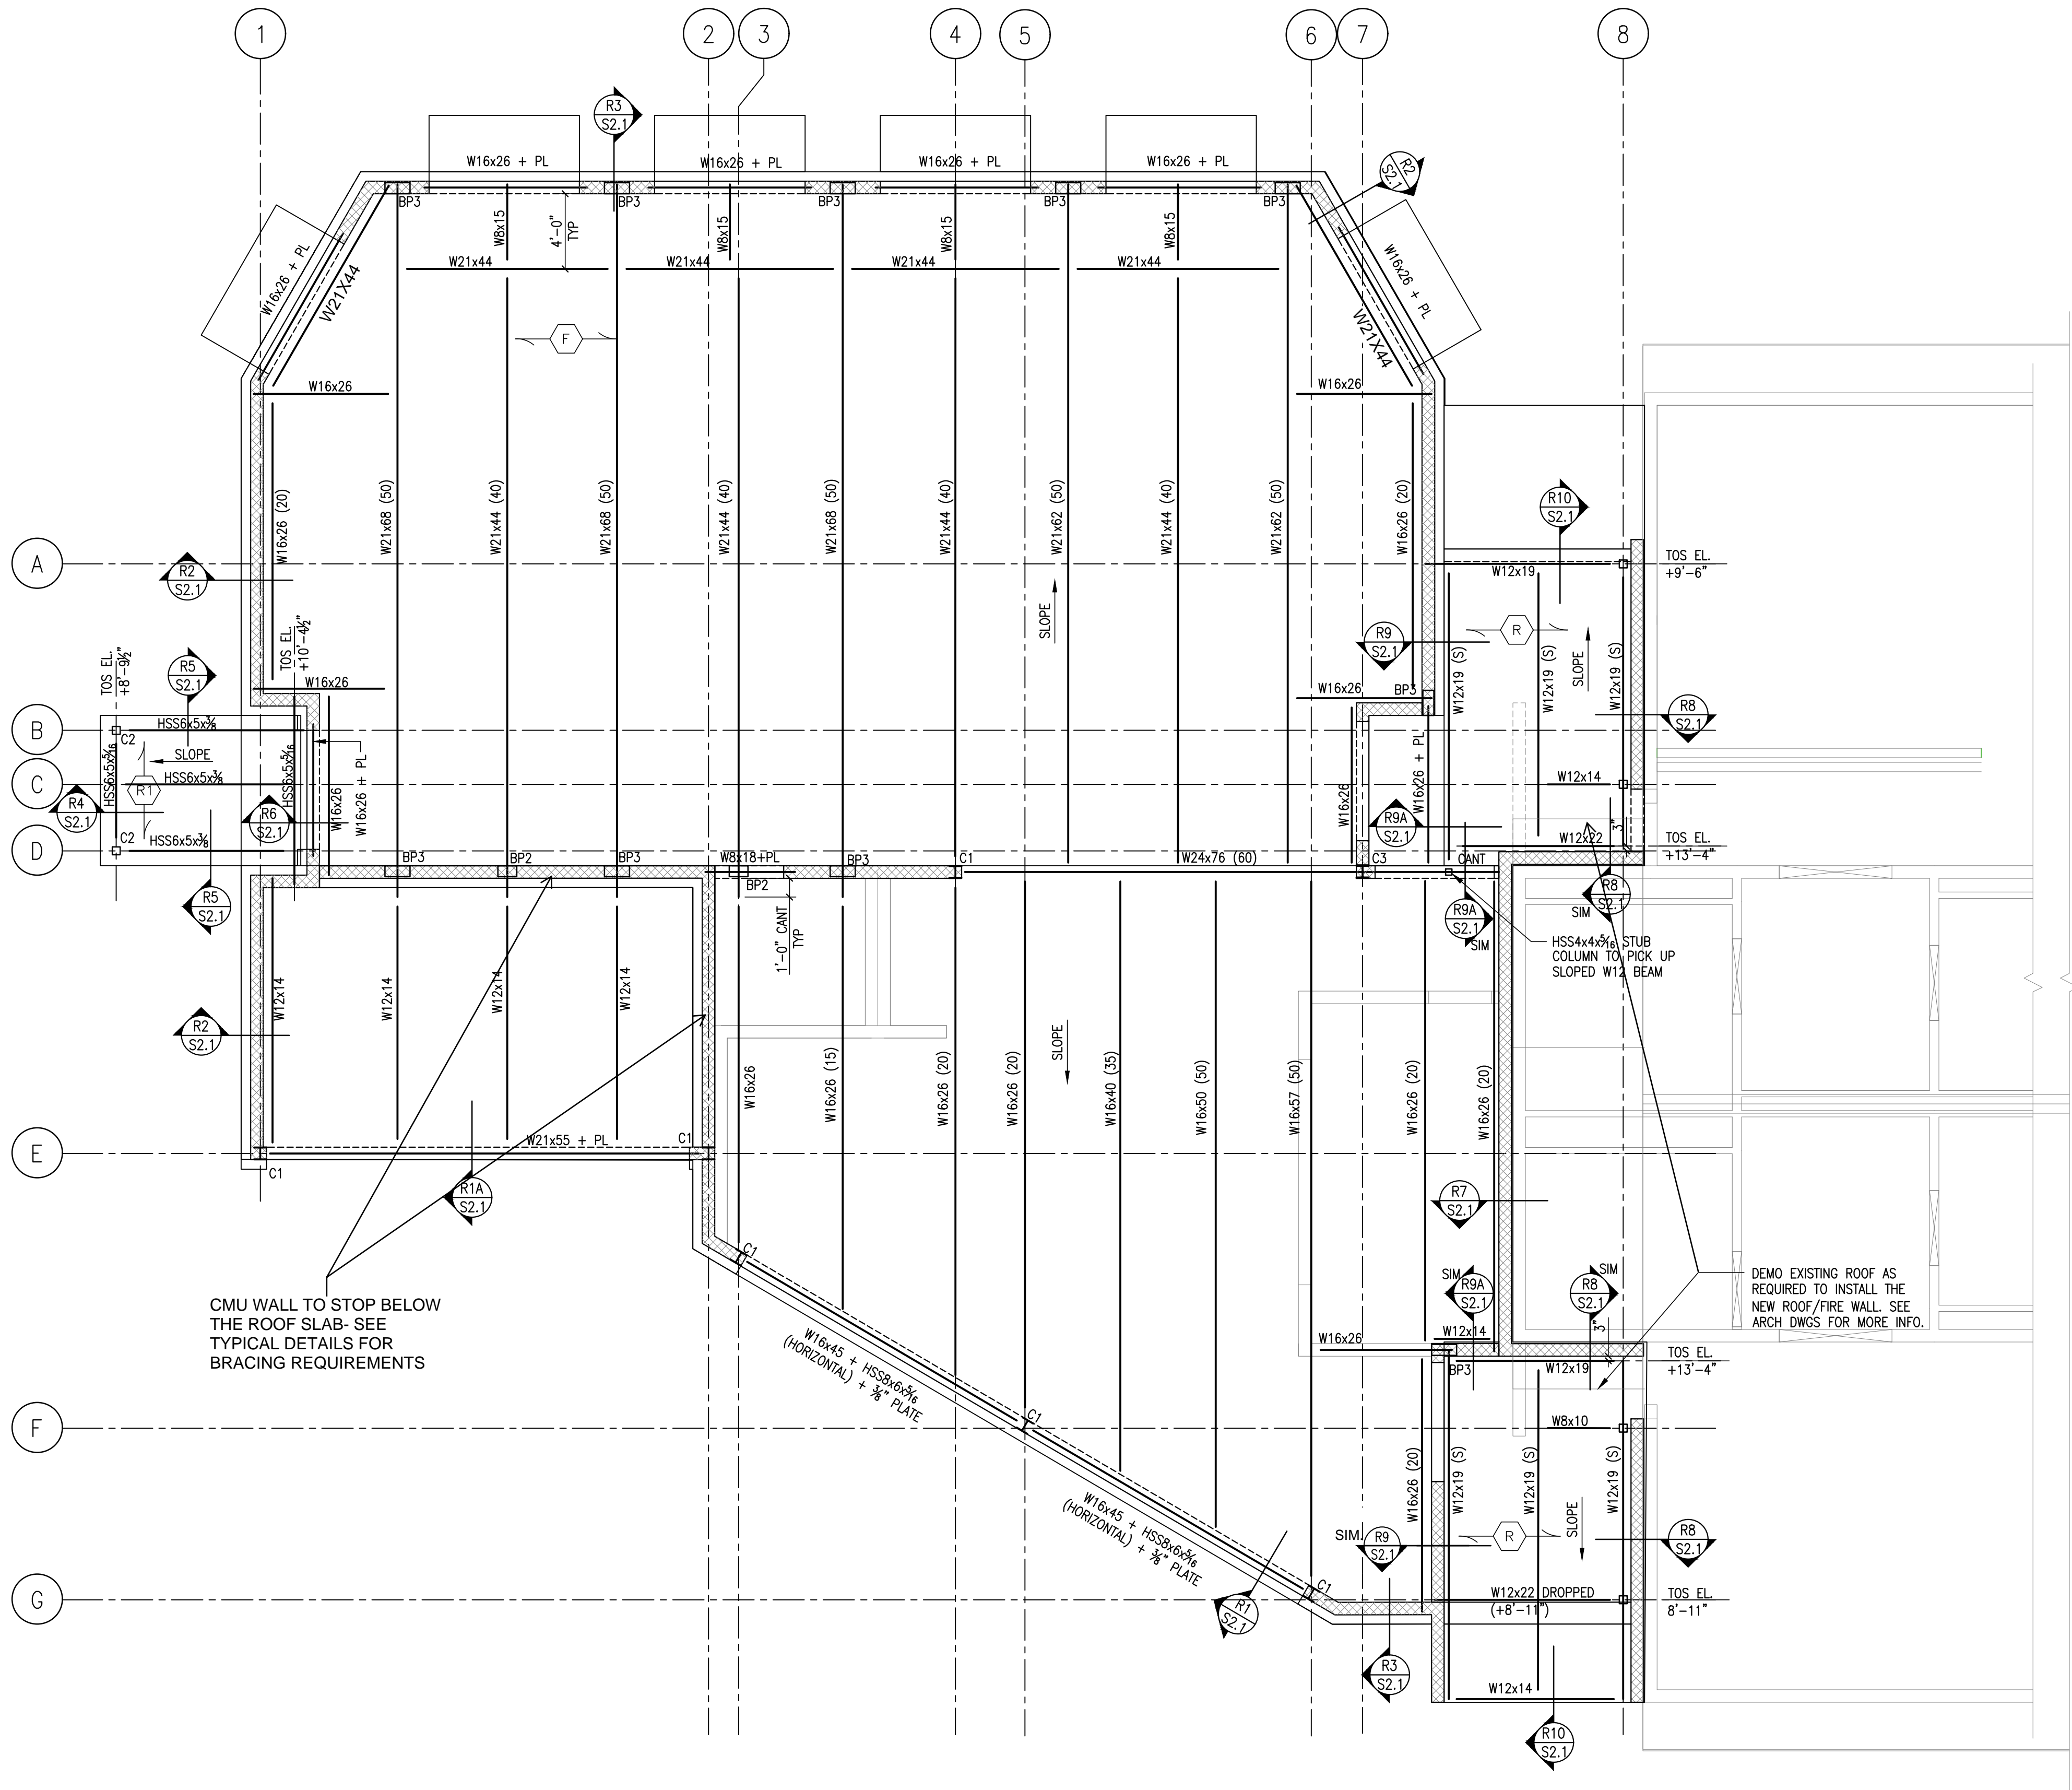 1
2
3
4
5
6
7
8
R3
S2.1
R2
S2.1
W16x26 + PL
W16x26 + PL
W16x26 + PL
W16x26 + PL
BP3
BP3
BP3
BP3
BP3
W8x15
W8x15
W8x15
W8x15
4'-0"
TYP
W21x44
W21x44
W21x44
W21x44
W16x26 + PL
W21X44
W16x26 + PL
W21X44
F
W16x26
W16x26
W16x26 (20)
W21x68 (50)
W21x44 (40)
W21x68 (50)
W21x44 (40)
W21x68 (50)
W21x44 (40)
W21x62 (50)
W21x44 (40)
W21x62 (50)
W16x26 (20)
R10
S2.1
A
R2
S2.1
TOS EL.
+9'-6"
W12x19
SLOPE
R9
S2.1
R
SLOPE
W12x19 (S)
W12x19 (S)
W12x19 (S)
TOS EL.
+8'-9½"
R5
S2.1
TOS EL.
+10'-4½"
W16x26
W16x26
BP3
R8
S2.1
B
HSS6x5x⅜
C2
SLOPE
HSS6x5x5/16
HSS6x5x5/16
C
HSS6x5x⅜
R1
R4
S2.1
R6
S2.1
W16x26
W16x26 + PL
W16x26
W16x26 + PL
R9A
S2.1
W12x14
3"
C2
D
HSS6x5x⅜
W12x22
TOS EL.
+13'-4"
BP3
BP2
BP3
W8x18+PL
BP2
BP3
C1
W24x76 (60)
C3
CANT
R5
S2.1
R9A
S2.1
SIM
R8
S2.1
SIM
1'-0" CANT
TYP
HSS4x4x5/16 STUB
COLUMN TO PICK UP
SLOPED W12 BEAM
W12x14
W12x14
W12x14
W12x14
R2
S2.1
SLOPE
W16x26
W16x26 (15)
W16x26 (20)
W16x26 (20)
W16x40 (35)
W16x50 (50)
W16x57 (50)
W16x26 (20)
W16x26 (20)
E
W21x55 + PL
C1
C1
R1A
S2.1
R7
S2.1
C1
CMU WALL TO STOP BELOW
THE ROOF SLAB- SEE
TYPICAL DETAILS FOR
BRACING REQUIREMENTS
SIM
R9A
S2.1
R8
S2.1
SIM
3"
DEMO EXISTING ROOF AS
REQUIRED TO INSTALL THE
NEW ROOF/FIRE WALL. SEE
ARCH DWGS FOR MORE INFO.
W16x26
W12x14
BP3
W12x19
TOS EL.
+13'-4"
W16x45 + HSS8x6x5/16
(HORIZONTAL) + ⅜" PLATE
C1
F
W8x10
W16x26 (20)
W12x19 (S)
W12x19 (S)
W12x19 (S)
W16x45 + HSS8x6x5/16
(HORIZONTAL) + ⅜" PLATE
SIM.
R9
S2.1
R
SLOPE
R8
S2.1
C1
G
R1
S2.1
W12x22 DROPPED
(+8'-11")
TOS EL.
8'-11"
R3
S2.1
W12x14
R10
S2.1